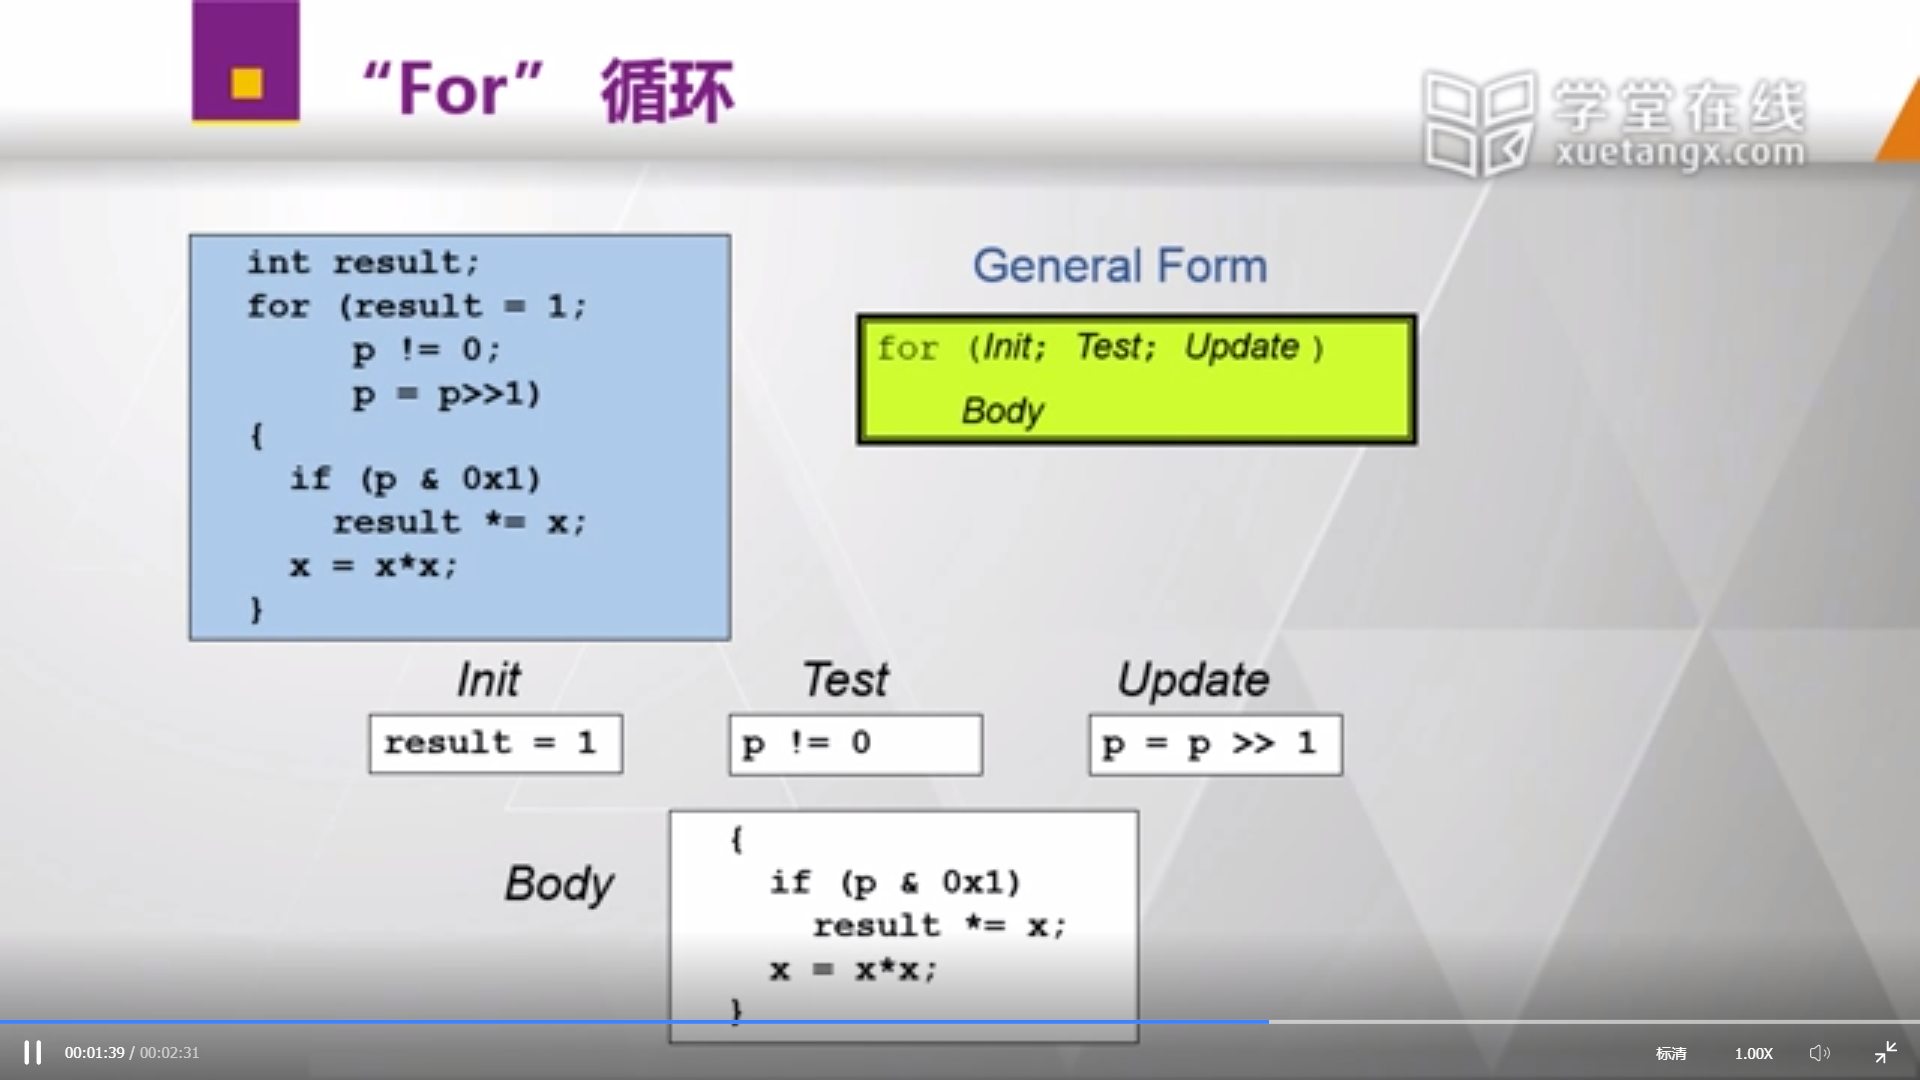 “For” 循环
学堂在线
xuetangx.com
int result;
for (result = 1;
p != 0;
p = p>>1)
{
if (p & 0x1)
result *= x;
x = x*x;
}
General Form
for (Init; Test; Update )
Body
Init
Test
Update
result = 1
p != 0
p = p >> 1
Body
{
if (p & 0x1)
result *= x;
x = x*x;
}
00:01:39 / 00:02:31
标清
1.00X